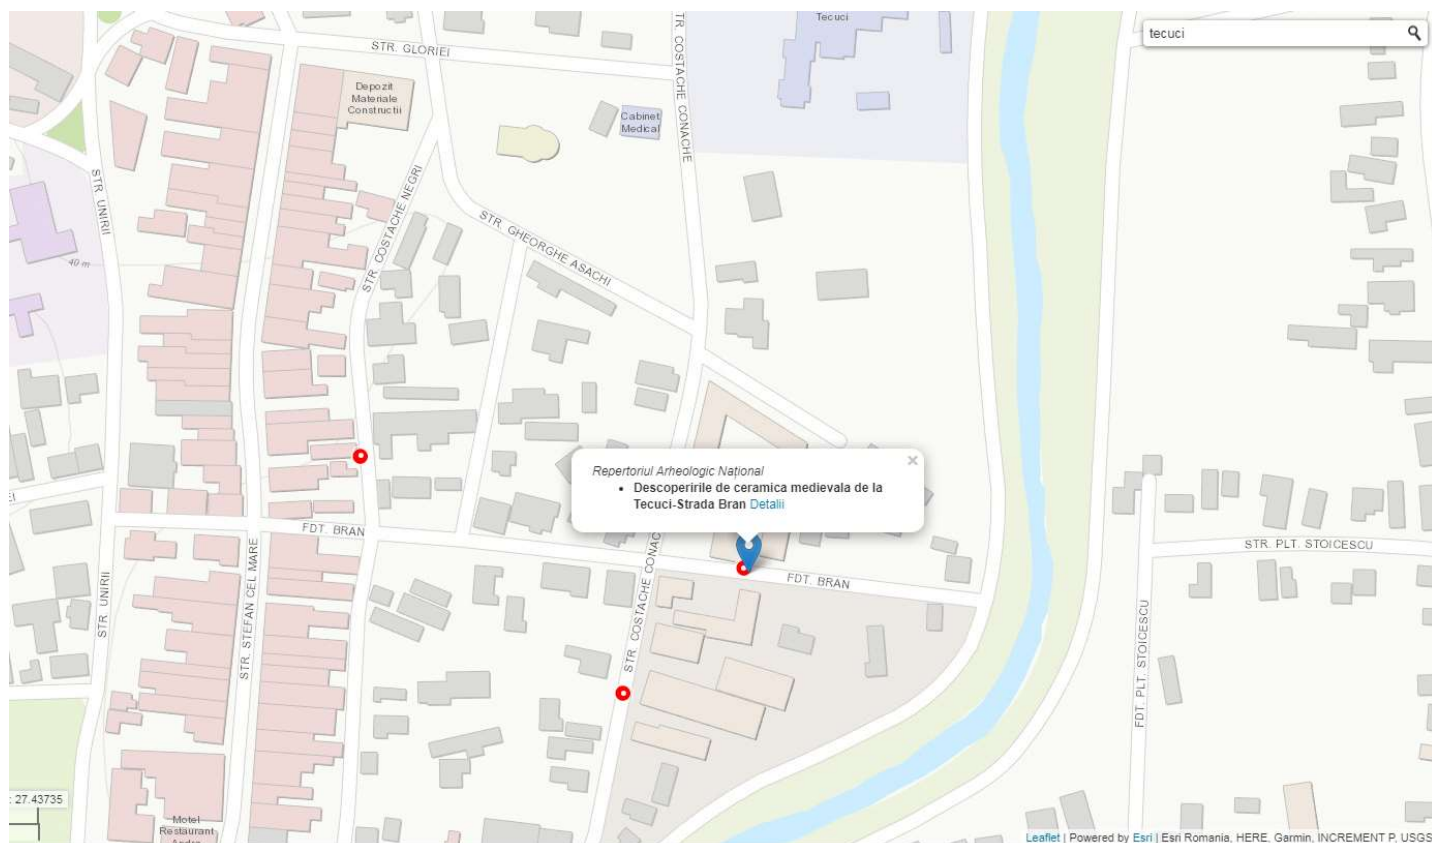 Tecuci
tecuci
STR. GLORIEI
STR. COSTACHE CONACHE
Depozit
Materiale
Constructii
Cabinet
Medical
STR. UNIRII
STR. COSTACHE NEGRI
STR. GHEORGHE ASACHI
40 m
Repertoriul Arheologic Național
Descoperirile de ceramica medievala de la
Tecuci-Strada Bran Detalii
×
FDT. BRAN
FDT. BRAN
STR. PLT. STOICESCU
STR. UNIRII
STR. STEFAN CEL MARE
STR. COSTACHE CONAC
FDT. PLT. STOICESCU
: 27.43735
Motel
Restaurant
Leaflet | Powered by Esri | Esri Romania, HERE, Garmin, INCREMENT P, USGS